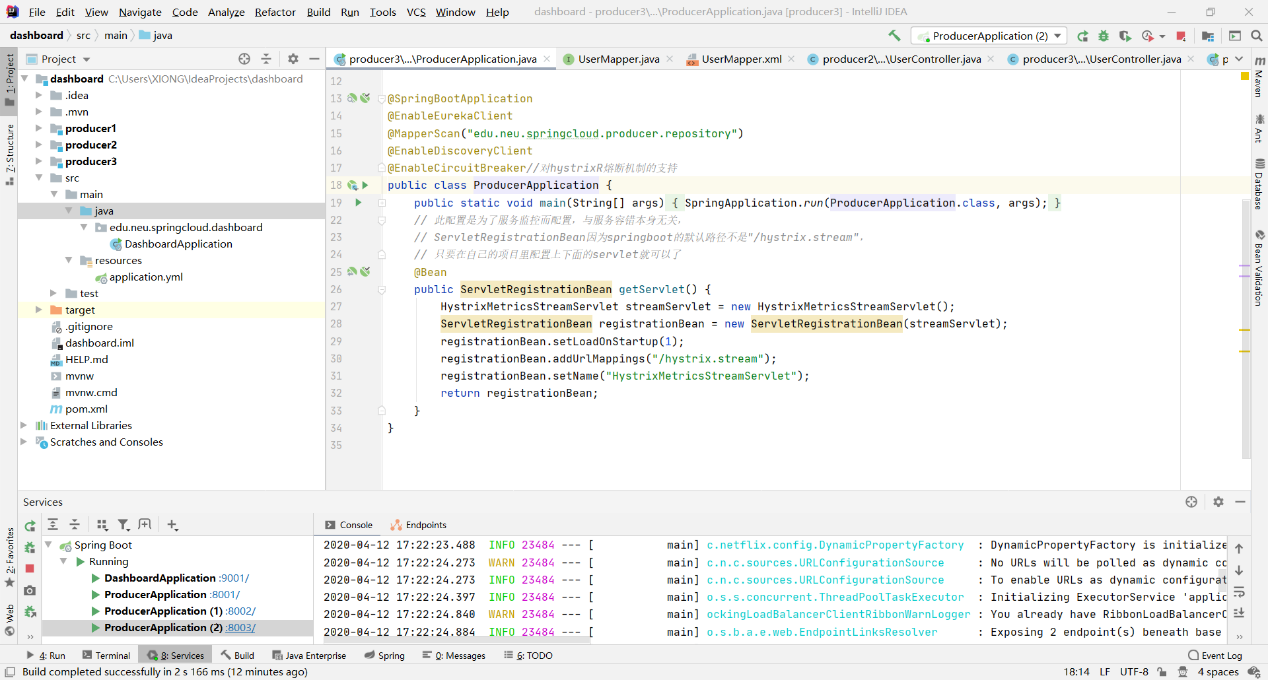 File Edit View Navigate Code Analyze Refactor Build Run Tools VCS Window Help dashboard - producer3\...\ProducerApplication.java [producer3] - IntelliJ IDEA
dashboard src main java ProducerApplication (2)
Project producer3\...\ProducerApplication.java UserMapper.java UserMapper.xml producer2\...\UserController.java producer3\...\UserController.java p
1: Project
7: Structure
2: Favorites
Web
dashboard C:\Users\XIONG\IdeaProjects\dashboard
.idea
.mvn
producer1
producer2
producer3
src
main
java
edu.neu.springcloud.dashboard
DashboardApplication
resources
application.yml
test
target
.gitignore
dashboard.iml
HELP.md
mvnw
mvnw.cmd
pom.xml
External Libraries
Scratches and Consoles
12
13 @SpringBootApplication
14 @EnableEurekaClient
15 @MapperScan("edu.neu.springcloud.producer.repository")
16 @EnableDiscoveryClient
17 @EnableCircuitBreaker//对hystrixR熔断机制的支持
18 public class ProducerApplication {
19 public static void main(String[] args) { SpringApplication.run(ProducerApplication.class, args); }
22 // 此配置是为了服务监控而配置，与服务容错本身无关，
23 // ServletRegistrationBean因为springboot的默认路径不是"/hystrix.stream"，
24 // 只要在自己的项目里配置上下面的servlet就可以了
25 @Bean
26 public ServletRegistrationBean getServlet() {
27 HystrixMetricsStreamServlet streamServlet = new HystrixMetricsStreamServlet();
28 ServletRegistrationBean registrationBean = new ServletRegistrationBean(streamServlet);
29 registrationBean.setLoadOnStartup(1);
30 registrationBean.addUrlMappings("/hystrix.stream");
31 registrationBean.setName("HystrixMetricsStreamServlet");
32 return registrationBean;
33 }
34 }
35
Maven
Ant
Database
Bean Validation
Services
Console Endpoints
Spring Boot
Running
DashboardApplication :9001/
ProducerApplication :8001/
ProducerApplication (1) :8002/
ProducerApplication (2) :8003/
2020-04-12 17:22:23.488 INFO 23484 --- [ main] c.netflix.config.DynamicPropertyFactory : DynamicPropertyFactory is initialize
2020-04-12 17:22:24.273 WARN 23484 --- [ main] c.n.c.sources.URLConfigurationSource : No URLs will be polled as dynamic co
2020-04-12 17:22:24.273 INFO 23484 --- [ main] c.n.c.sources.URLConfigurationSource : To enable URLs as dynamic configurat
2020-04-12 17:22:24.397 INFO 23484 --- [ main] o.s.s.concurrent.ThreadPoolTaskExecutor : Initializing ExecutorService 'applic
2020-04-12 17:22:24.840 WARN 23484 --- [ main] ockingLoadBalancerClientRibbonWarnLogger : You already have RibbonLoadBalancerC
2020-04-12 17:22:24.884 INFO 23484 --- [ main] o.s.b.a.e.web.EndpointLinksResolver : Exposing 2 endpoint(s) beneath base
4: Run Terminal 8: Services Build Java Enterprise Spring 0: Messages 6: TODO Event Log
Build completed successfully in 2 s 166 ms (12 minutes ago) 18:14 LF UTF-8 4 spaces